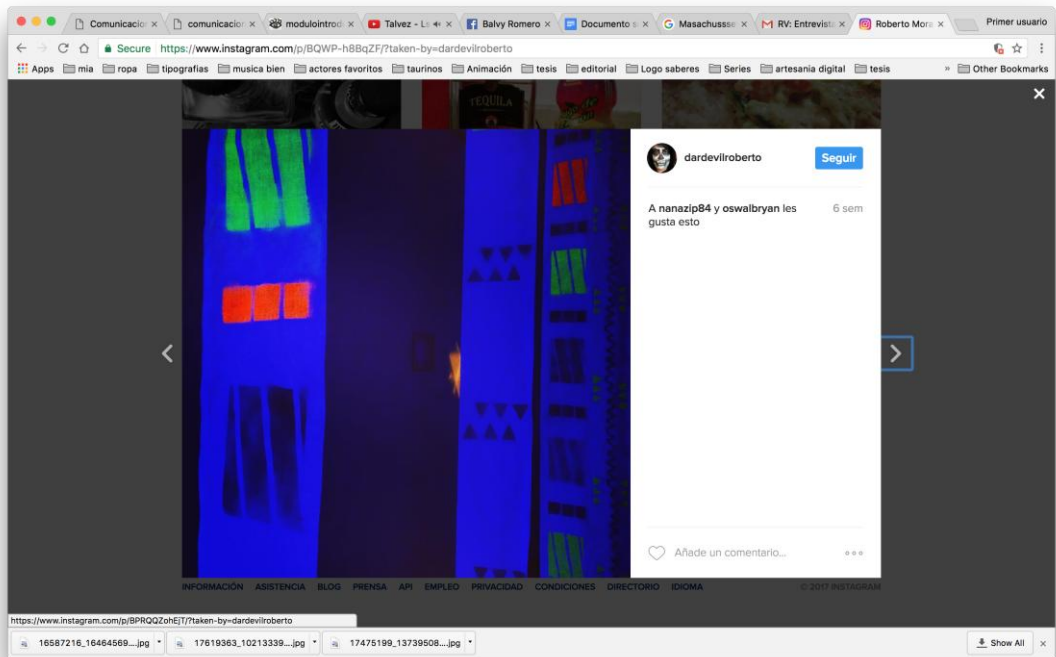 Comunicacion
comunicacion
modulointrod
Talvez - Ls
Balvy Romero
Documento s
Masachussse
RV: Entrevista
Roberto Mora
Primer usuario
Secure
https://www.instagram.com/p/BQWP-h8BqZF/?taken-by=dardevilroberto
Apps
mia
ropa
tipografias
musica bien
actores favoritos
taurinos
Animación
tesis
editorial
Logo saberes
Series
artesania digital
tesis
»
Other Bookmarks
TEQUILA
dardevilroberto
Seguir
A nanazip84 y oswalbryan les
gusta esto
6 sem
Añade un comentario...
INFORMACIÓN ASISTENCIA BLOG PRENSA API EMPLEO PRIVACIDAD CONDICIONES DIRECTORIO IDIOMA
© 2017 INSTAGRAM
https://www.instagram.com/p/BPRQQZohEjT/?taken-by=dardevilroberto
16587216_16464569....jpg
17619363_10213339....jpg
17475199_13739508....jpg
Show All